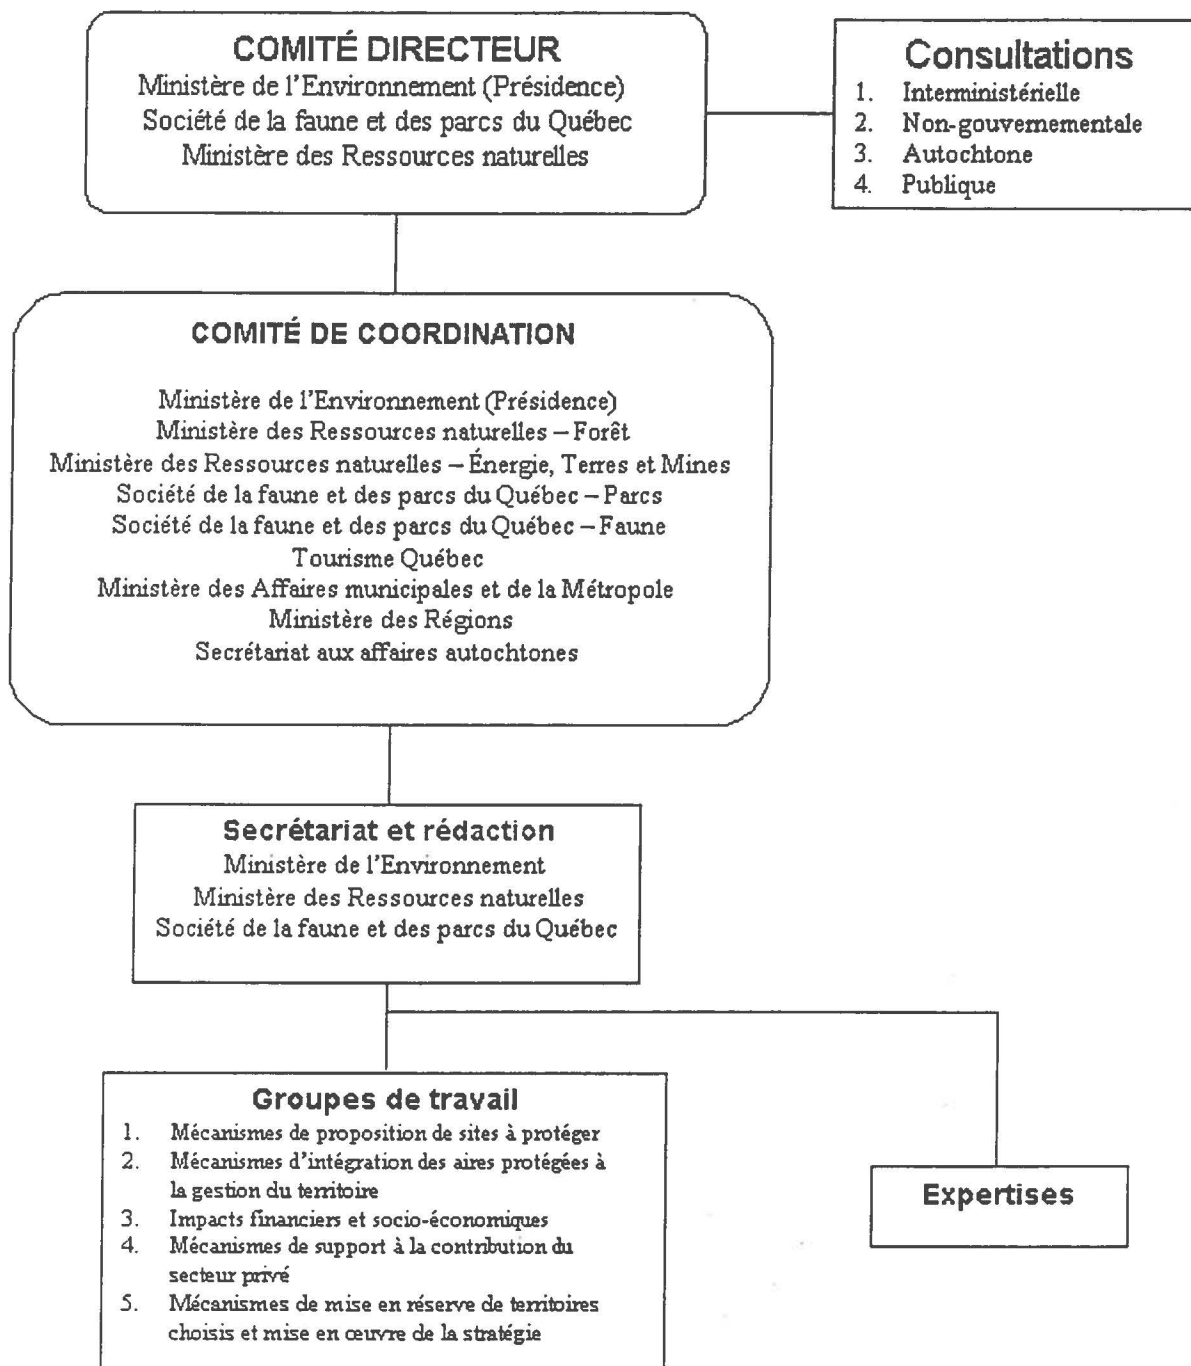 COMITÉ DIRECTEUR
Ministère de l'Environnement (Présidence)
Société de la faune et des parcs du Québec
Ministère des Ressources naturelles
Consultations
1. Interministérielle
2. Non-gouvernementale
3. Autochtone
4. Publique
COMITÉ DE COORDINATION
Ministère de l'Environnement (Présidence)
Ministère des Ressources naturelles – Forêt
Ministère des Ressources naturelles – Énergie, Terres et Mines
Société de la faune et des parcs du Québec – Parcs
Société de la faune et des parcs du Québec – Faune
Tourisme Québec
Ministère des Affaires municipales et de la Métropole
Ministère des Régions
Secrétariat aux affaires autochtones
Secrétariat et rédaction
Ministère de l'Environnement
Ministère des Ressources naturelles
Société de la faune et des parcs du Québec
Groupes de travail
1. Mécanismes de proposition de sites à protéger
2. Mécanismes d'intégration des aires protégées à
la gestion du territoire
3. Impacts financiers et socio-économiques
4. Mécanismes de support à la contribution du
secteur privé
5. Mécanismes de mise en réserve de territoires
choisis et mise en œuvre de la stratégie
Expertises